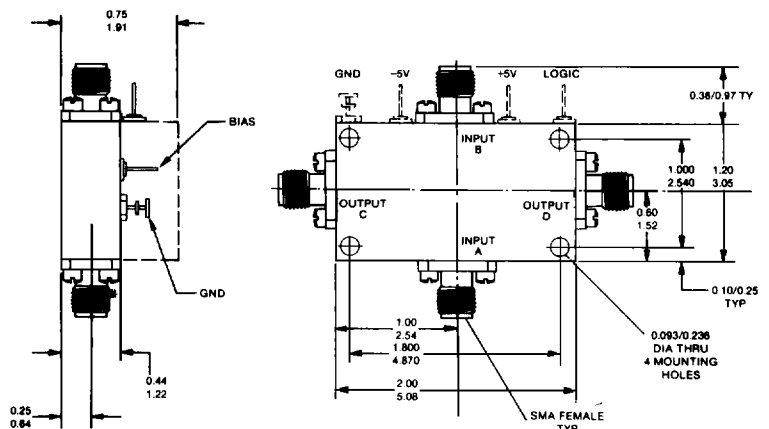 0.75
1.91
BIAS
GND
0.44
1.22
0.25
0.64
GND
−5V
+5V
LOGIC
0.38/0.97 TY
INPUT
B
OUTPUT
C
OUTPUT
D
INPUT
A
1.000
2.540
1.20
3.05
0.60
1.52
0.10/0.25
TYP
1.00
2.54
1.800
4.870
2.00
5.08
0.093/0.236
DIA THRU
4 MOUNTING
HOLES
SMA FEMALE
TYP